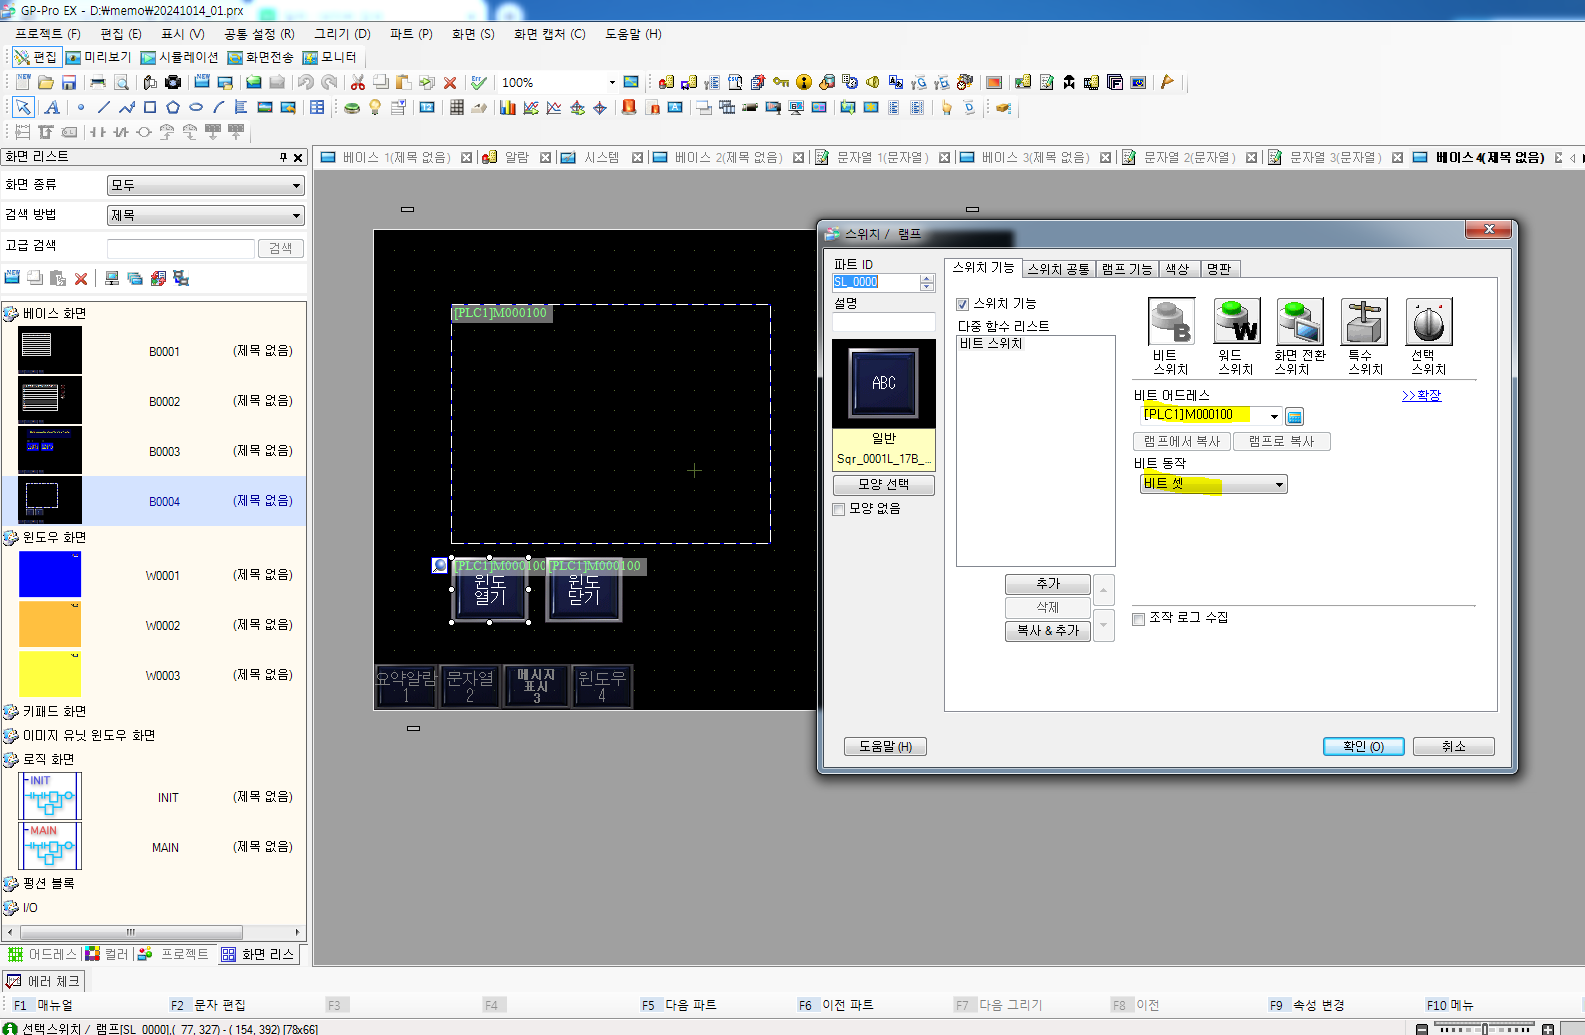 GP-Pro EX - D:\memo\20241014_01.prx
프로젝트 (F) 편집 (E) 표시 (V) 공통 설정 (R) 그리기 (D) 파트 (P) 화면 (S) 화면 캡처 (C) 도움말 (H)
편집 미리보기 시뮬레이션 화면전송 모니터
100%
화면 리스트
베이스 1(제목 없음) 알람 시스템 베이스 2(제목 없음) 문자열 1(문자열) 베이스 3(제목 없음) 문자열 2(문자열) 문자열 3(문자열) 베이스 4(제목 없음)
화면 종류 모두
검색 방법 제목
고급 검색 검색
베이스 화면
B0001 (제목 없음)
B0002 (제목 없음)
B0003 (제목 없음)
B0004 (제목 없음)
윈도우 화면
W0001 (제목 없음)
W0002 (제목 없음)
W0003 (제목 없음)
키패드 화면
이미지 유닛 윈도우 화면
로직 화면
INIT
INIT (제목 없음)
MAIN
MAIN (제목 없음)
펑션 블록
I/O
어드레스 컬러 프로젝트 화면 리스
에러 체크
[PLC1]M000100
[PLC1]M000100 [PLC1]M000100
윈도 열기
윈도 닫기
요약알람 1
문자열 2
메시지 표시 3
윈도우 4
스위치 / 램프
파트 ID
SL_0000
설명
ABC
일반
Sqr_0001L_17B_...
모양 선택
모양 없음
스위치 기능 스위치 공통 램프 기능 색상 명판
스위치 기능
다중 함수 리스트
비트 스위치
추가
삭제
복사 & 추가
비트 스위치
워드 스위치
화면 전환 스위치
특수 스위치
선택 스위치
비트 어드레스
>>확장
[PLC1]M000100
램프에서 복사 램프로 복사
비트 동작
비트 셋
조작 로그 수집
도움말 (H) 확인 (O) 취소
F1 매뉴얼 F2 문자 편집 F3 F4 F5 다음 파트 F6 이전 파트 F7 다음 그리기 F8 이전 F9 속성 변경 F10 메뉴
선택스위치 / 램프[SL_0000],( 77, 327) - ( 154, 392) [78x66]